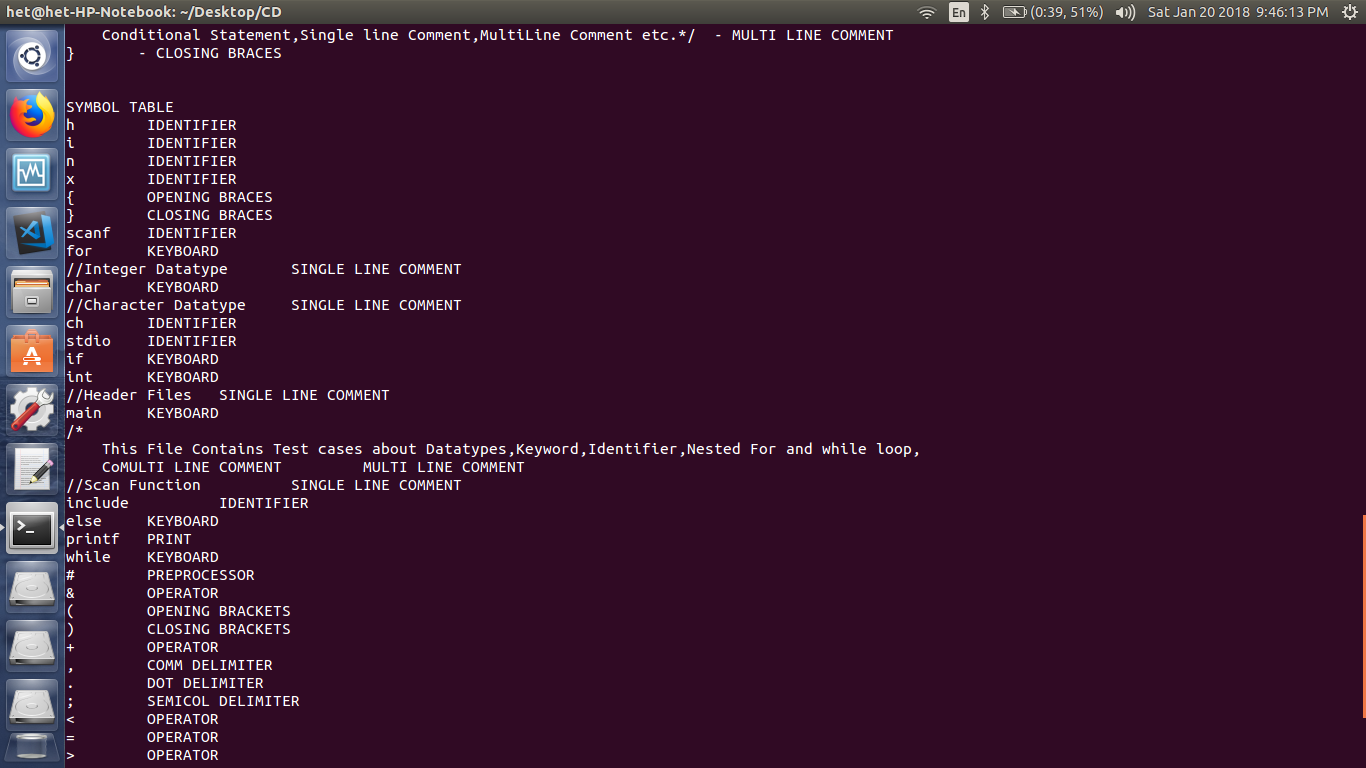 het@het-HP-Notebook: ~/Desktop/CD En (0:39, 51%) Sat Jan 20 2018 9:46:13 PM
    Conditional Statement,Single line Comment,MultiLine Comment etc.*/  - MULTI LINE COMMENT
}       - CLOSING BRACES
SYMBOL TABLE
h        IDENTIFIER
i        IDENTIFIER
n        IDENTIFIER
x        IDENTIFIER
{        OPENING BRACES
}        CLOSING BRACES
scanf    IDENTIFIER
for      KEYBOARD
//Integer Datatype       SINGLE LINE COMMENT
char     KEYBOARD
//Character Datatype     SINGLE LINE COMMENT
ch       IDENTIFIER
stdio    IDENTIFIER
if       KEYBOARD
int      KEYBOARD
//Header Files   SINGLE LINE COMMENT
main     KEYBOARD
/*
    This File Contains Test cases about Datatypes,Keyword,Identifier,Nested For and while loop,
    CoMULTI LINE COMMENT         MULTI LINE COMMENT
//Scan Function          SINGLE LINE COMMENT
include          IDENTIFIER
else     KEYBOARD
printf   PRINT
while    KEYBOARD
#        PREPROCESSOR
&        OPERATOR
(        OPENING BRACKETS
)        CLOSING BRACKETS
+        OPERATOR
,        COMM DELIMITER
.        DOT DELIMITER
;        SEMICOL DELIMITER
<        OPERATOR
=        OPERATOR
>        OPERATOR